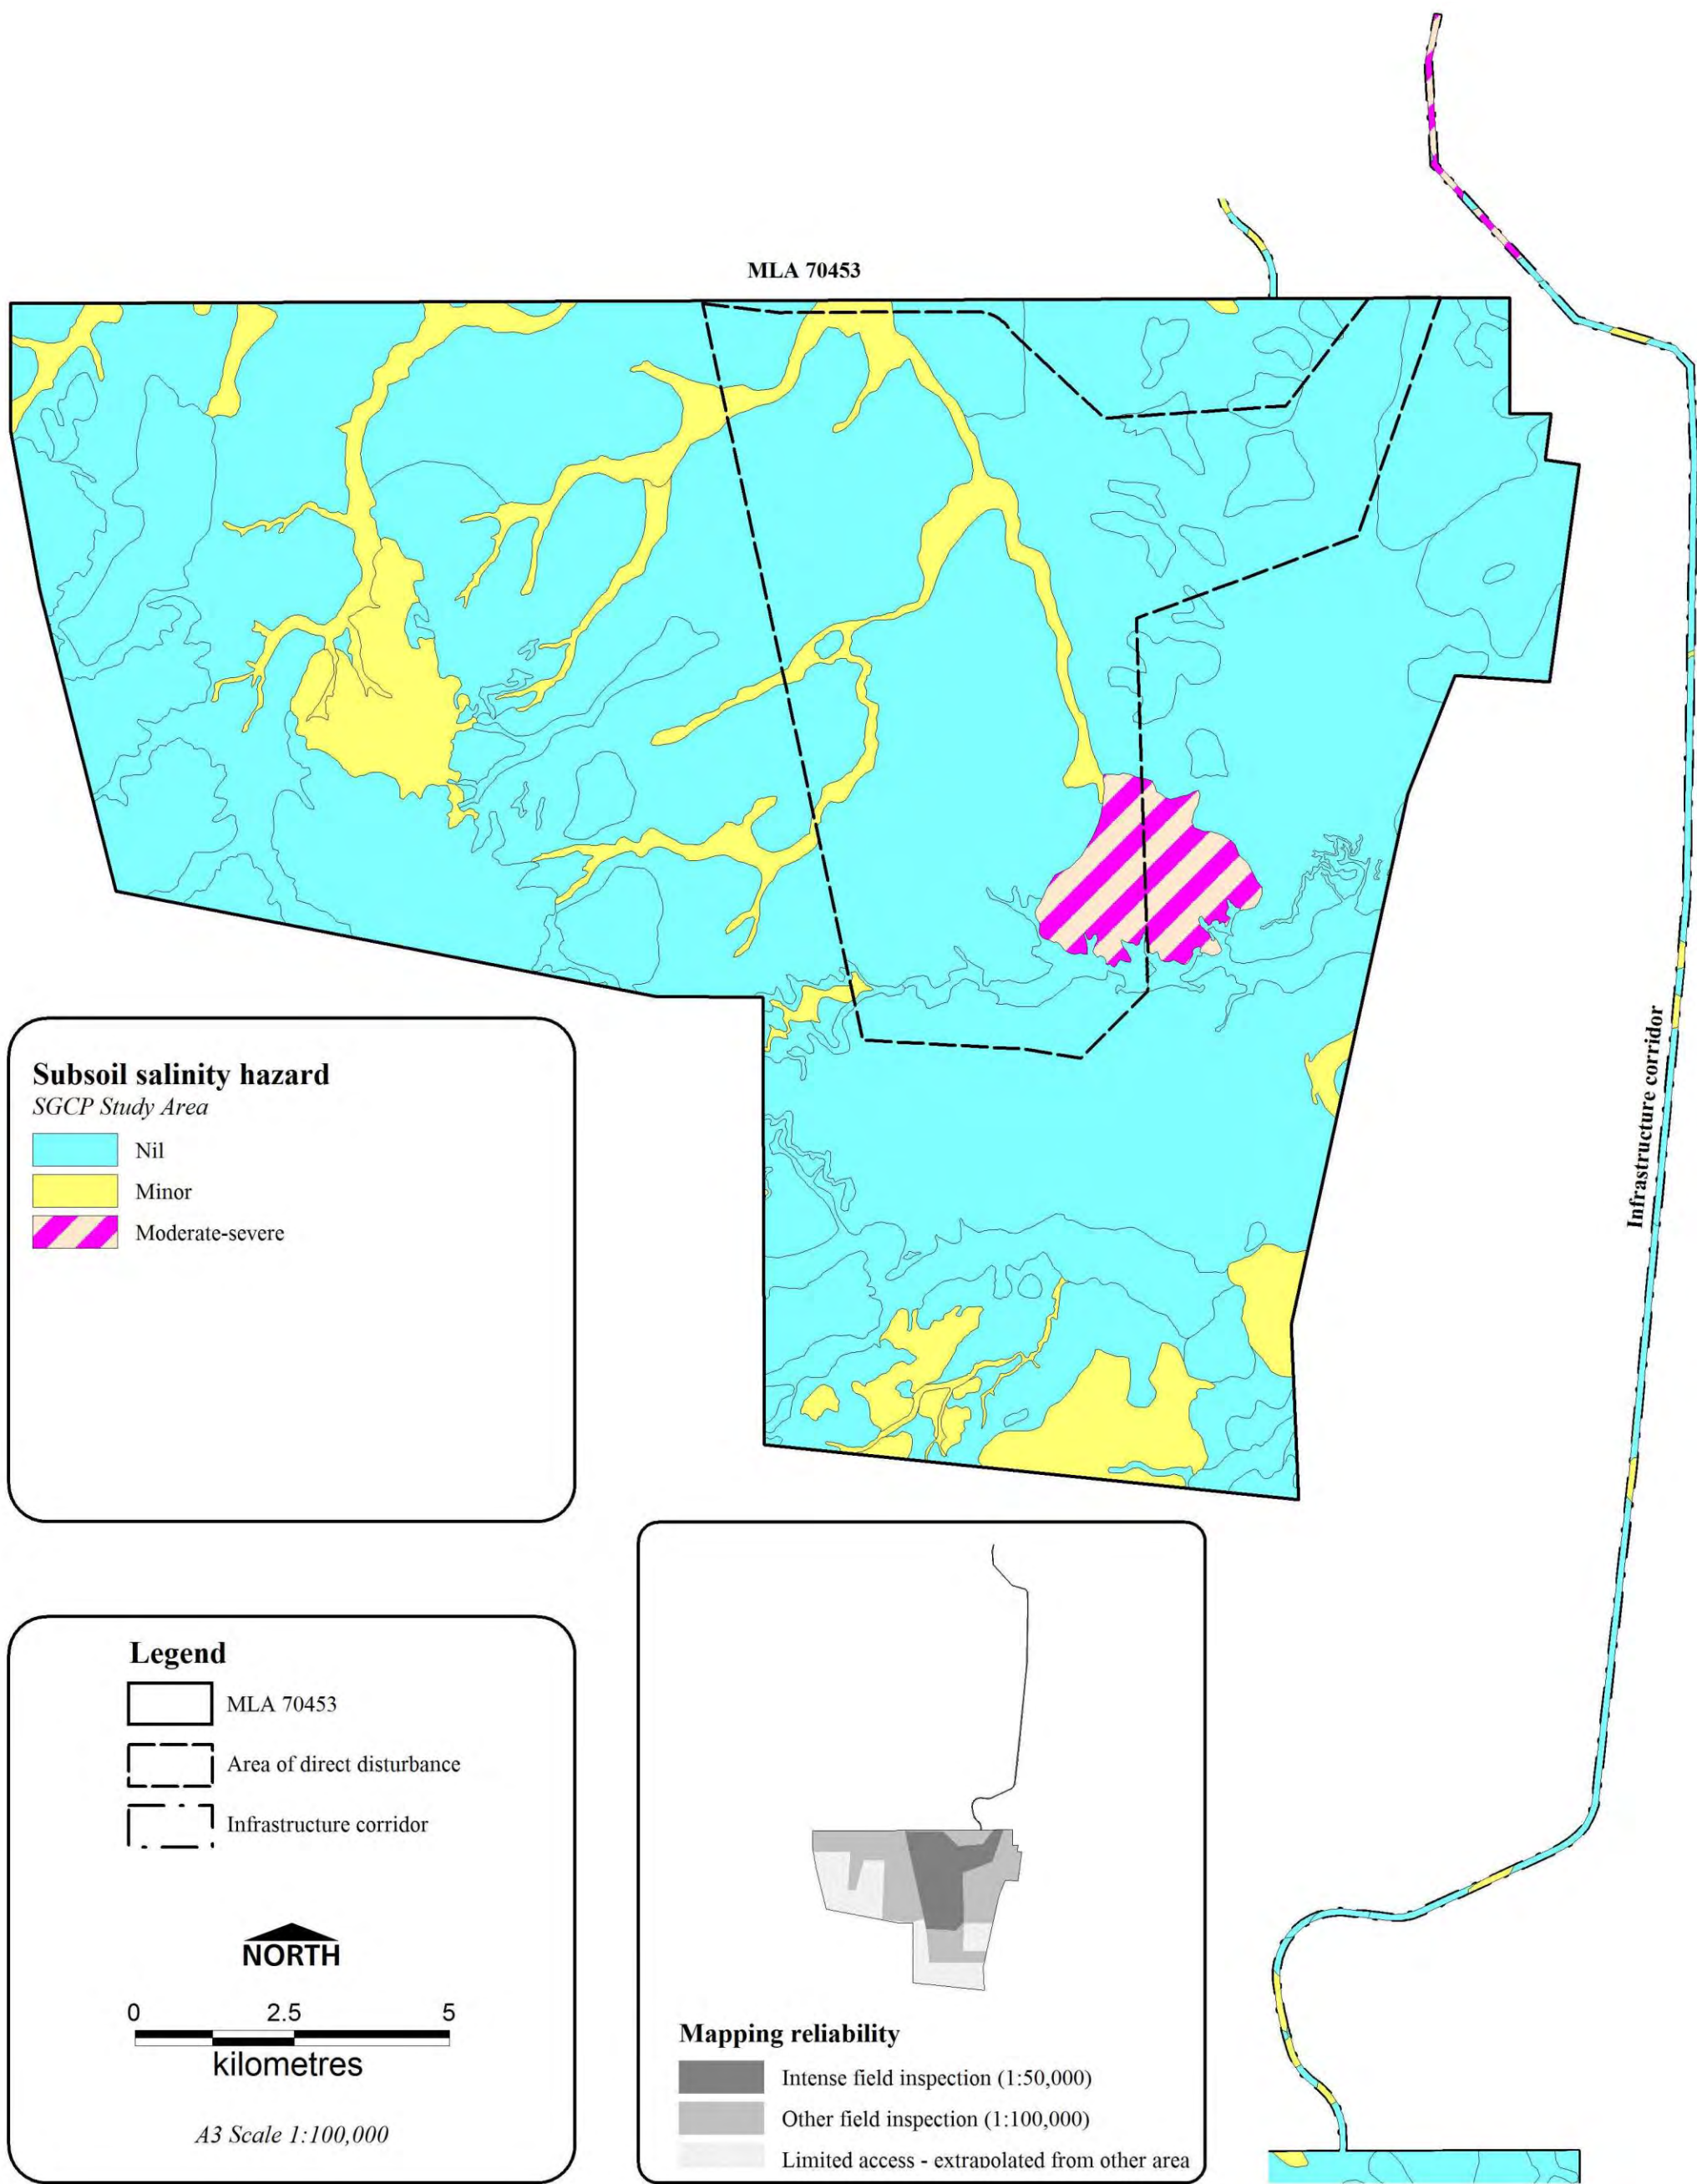 MLA 70453
Infrastructure corridor
Subsoil salinity hazard
SGCP Study Area
Nil
Minor
Moderate-severe
Legend
MLA 70453
Area of direct disturbance
Infrastructure corridor
NORTH
0 2.5 5
kilometres
A3 Scale 1:100,000
Mapping reliability
Intense field inspection (1:50,000)
Other field inspection (1:100,000)
Limited access - extrapolated from other area